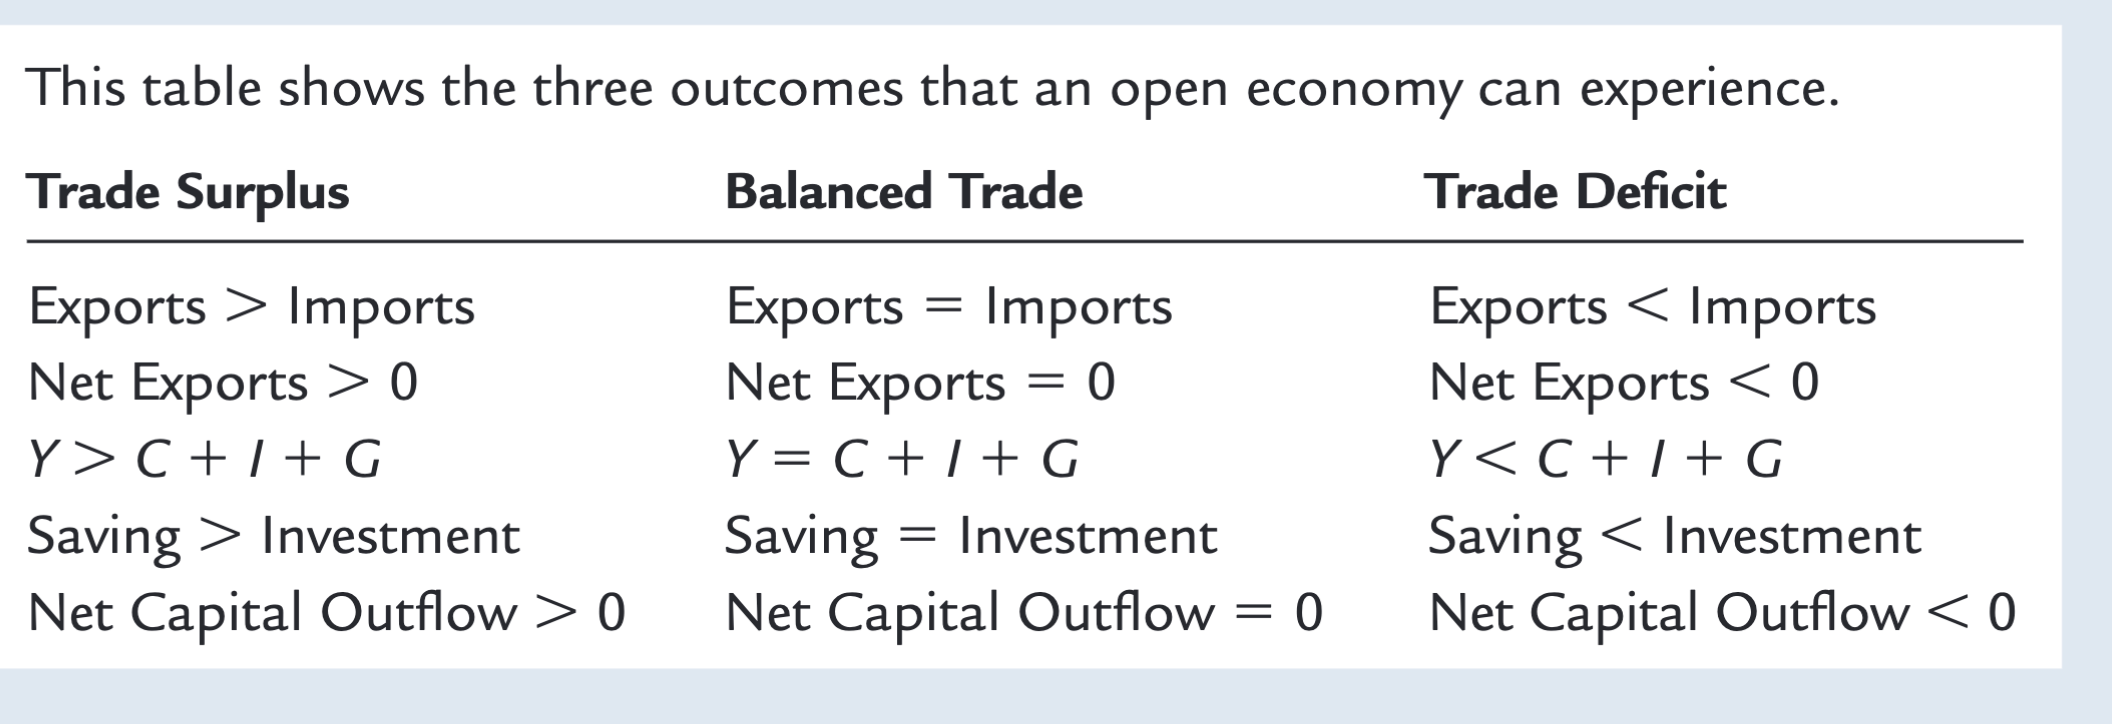 This table shows the three outcomes that an open economy can experience.
Trade Surplus Balanced Trade Trade Deficit
Exports > Imports Exports = Imports Exports < Imports
Net Exports > 0 Net Exports = 0 Net Exports < 0
Y > C + I + G Y = C + I + G Y < C + I + G
Saving > Investment Saving = Investment Saving < Investment
Net Capital Outflow > 0 Net Capital Outflow = 0 Net Capital Outflow < 0